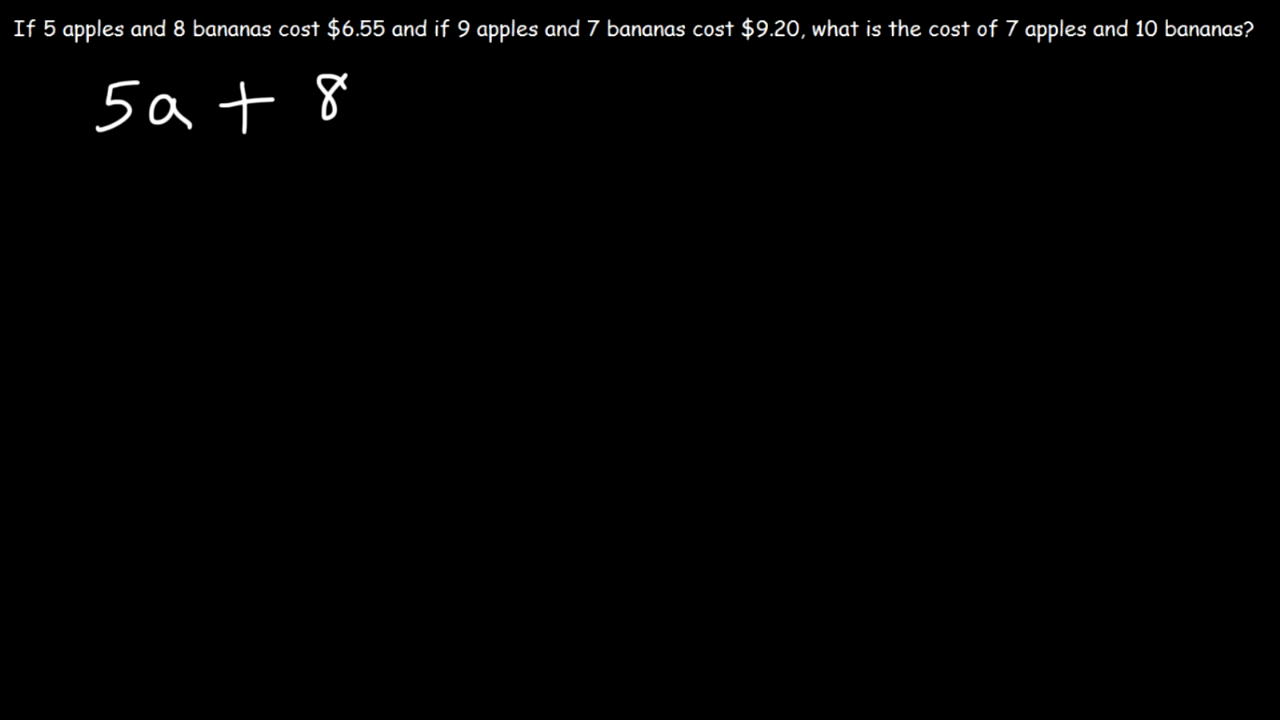 If 5 apples and 8 bananas cost $6.55 and if 9 apples and 7 bananas cost $9.20, what is the cost of 7 apples and 10 bananas?
5a + 8